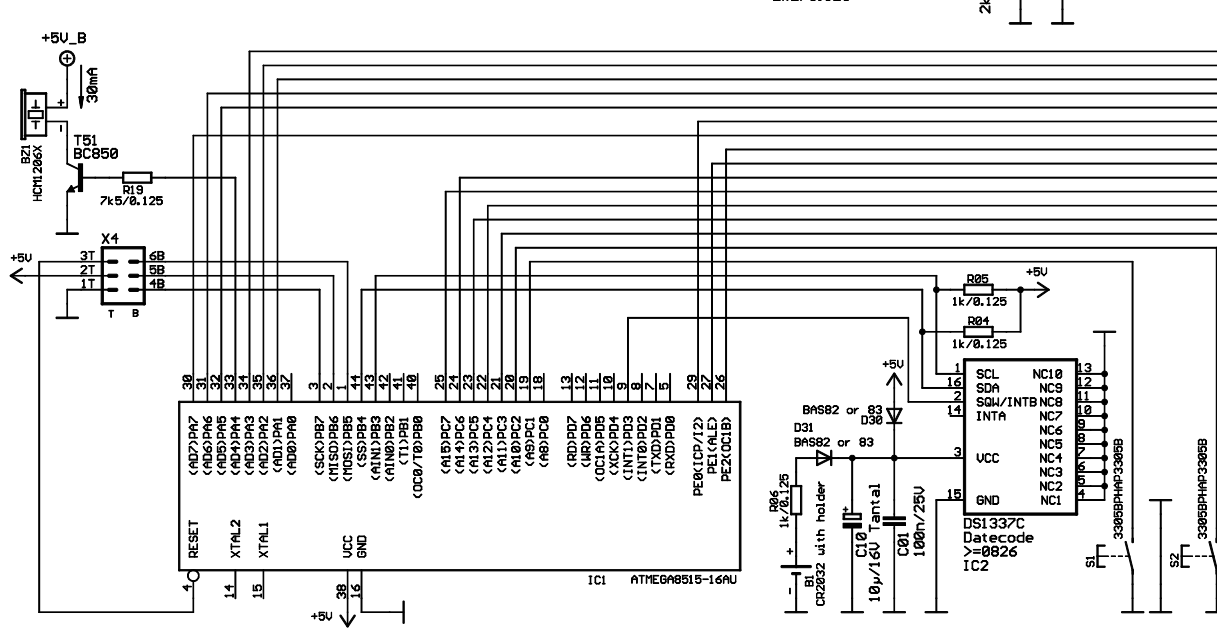 +5V_B
30mA
+
-
BZ1
HCM1206X
T51
BC850
R19
7k5/0.125
X4
+5V
3T
2T
1T
6B
5B
4B
T B
R05
1k/0.125
+5V
R04
1k/0.125
30 31 32 33 34 35 36 37
3 2 1 44 43 42 41 40
25 24 23 22 21 20 19 18
13 12 11 10 9 8 7 5
29 27 26
(AD7)PA7
(AD6)PA6
(AD5)PA5
(AD4)PA4
(AD3)PA3
(AD2)PA2
(AD1)PA1
(AD0)PA0
(SCK)PB7
(MISO)PB6
(MOSI)PB5
(SS)PB4
(AIN1)PB3
(AIN0)PB2
(T1)PB1
(OC0/T0)PB0
(A15)PC7
(A14)PC6
(A13)PC5
(A12)PC4
(A11)PC3
(A10)PC2
(A9)PC1
(A8)PC0
(RD)PD7
(WR)PD6
(OC1A)PD5
(XCK)PD4
(INT1)PD3
(INT0)PD2
(TXD)PD1
(RXD)PD0
PE0(ICP/I2)
PE1(ALE)
PE2(OC1B)
RESET
XTAL2
XTAL1
VCC
GND
4
14
15
38
16
+5V
IC1
ATMEGA8515-16AU
+5V
BAS82 or 83
D30
D31
BAS82 or 83
R06
1k/0.125
+
-
B1
CR2032 with holder
+
C10
10µ/16V Tantal
C01
100n/25V
1 SCL
16 SDA
2 SQW/INTB
14 INTA
3 VCC
15 GND
NC10 13
NC9 12
NC8 11
NC7 10
NC6 9
NC5 8
NC4 7
NC3 6
NC2 5
NC1 4
DS1337C
Datecode
>=0826
IC2
S1
3305BPHAP3305B
S2
3305BPHAP3305B